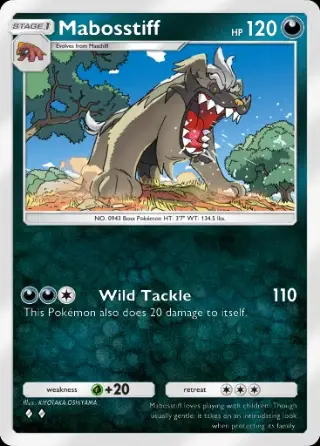 STAGE 1
Mabosstiff
HP 120
Evolves from Maschiff
NO. 0943 Boss Pokémon HT: 3'7" WT: 134.5 lbs.
Wild Tackle 110
This Pokémon also does 20 damage to itself.
weakness +20 retreat
Illus. KIYOTAKA OSHIYAMA
Mabosstiff loves playing with children. Though
usually gentle, it takes on an intimidating look
when protecting its family.